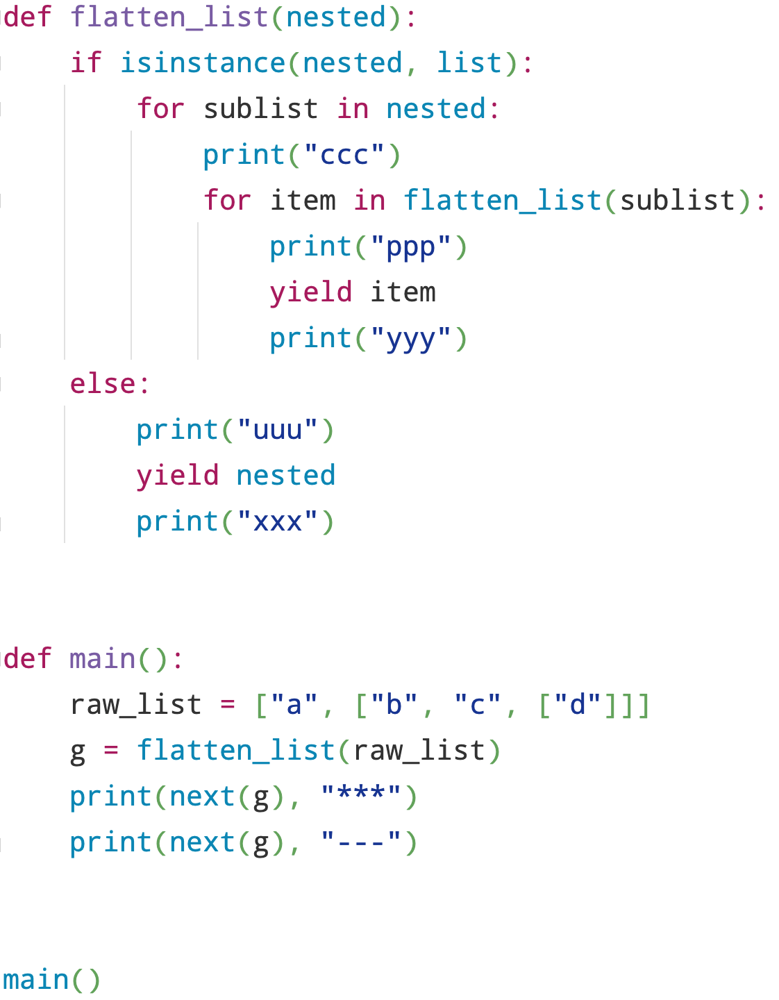 def flatten_list(nested):
    if isinstance(nested, list):
        for sublist in nested:
            print("ccc")
            for item in flatten_list(sublist):
                print("ppp")
                yield item
                print("yyy")
    else:
        print("uuu")
        yield nested
        print("xxx")
def main():
    raw_list = ["a", ["b", "c", ["d"]]]
    g = flatten_list(raw_list)
    print(next(g), "***")
    print(next(g), "---")
main()